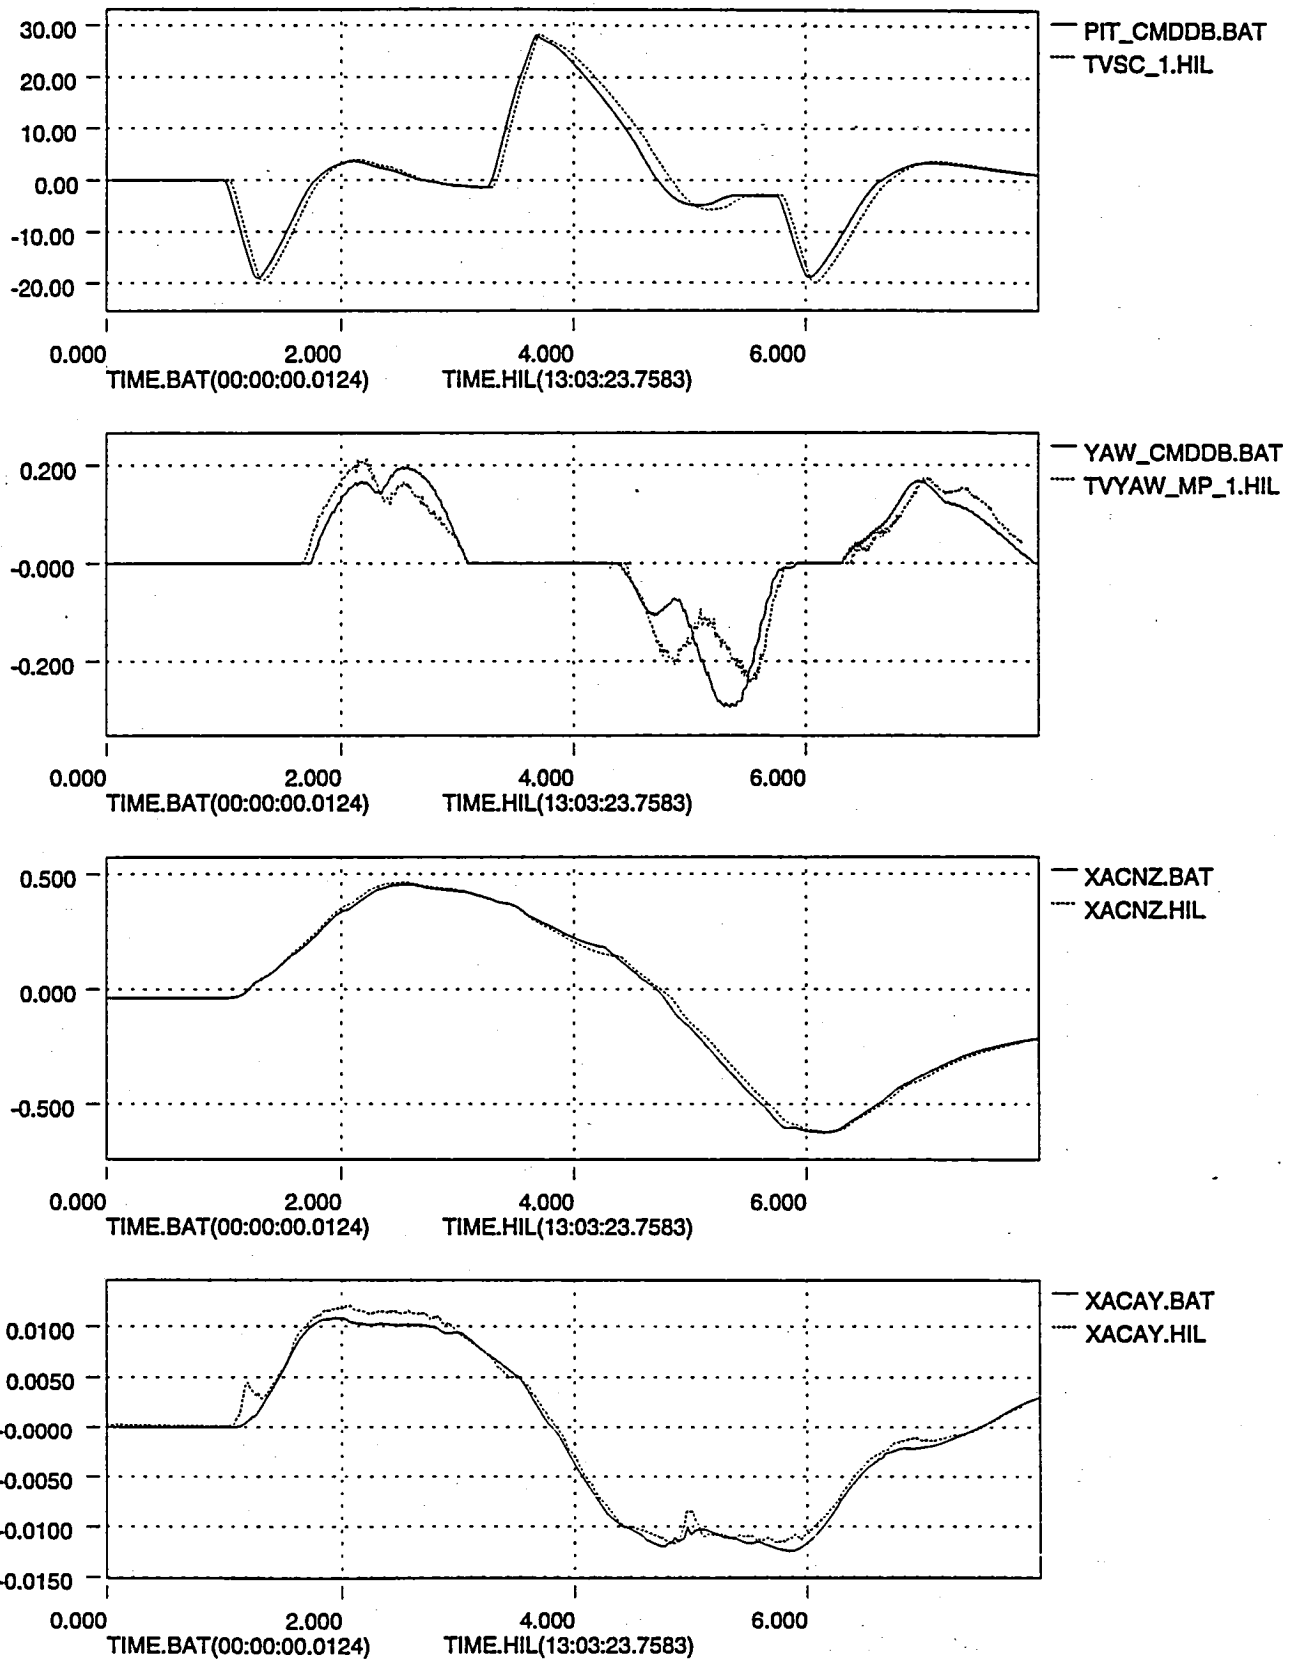 30.00
20.00
10.00
0.00
-10.00
-20.00
PIT_CMDDB.BAT
TVSC_1.HIL
0.000 2.000 4.000 6.000
TIME.BAT(00:00:00.0124) TIME.HIL(13:03:23.7583)
0.200
-0.000
-0.200
YAW_CMDDB.BAT
TVYAW_MP_1.HIL
0.000 2.000 4.000 6.000
TIME.BAT(00:00:00.0124) TIME.HIL(13:03:23.7583)
0.500
0.000
-0.500
XACNZ.BAT
XACNZ.HIL
0.000 2.000 4.000 6.000
TIME.BAT(00:00:00.0124) TIME.HIL(13:03:23.7583)
0.0100
0.0050
-0.0000
-0.0050
-0.0100
-0.0150
XACAY.BAT
XACAY.HIL
0.000 2.000 4.000 6.000
TIME.BAT(00:00:00.0124) TIME.HIL(13:03:23.7583)